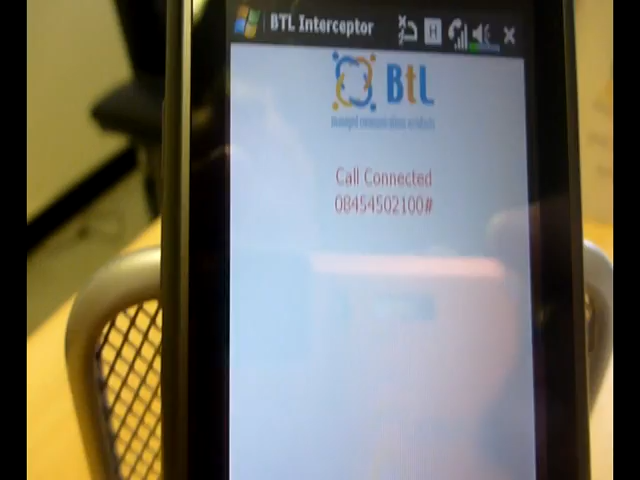 BTL Interceptor
H
BtL
Call Connected
08454502100#